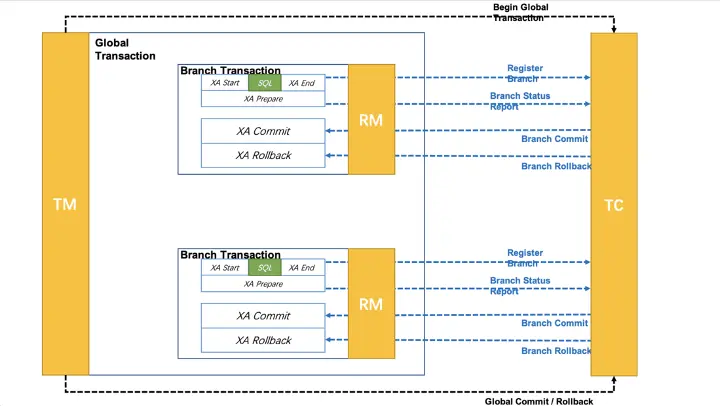 Begin Global
Transaction
Global
Transaction
Branch Transaction
XA Start SQL XA End
XA Prepare
XA Commit
XA Rollback
RM
Register
Branch
Branch Status
Report
Branch Commit
Branch Rollback
TM
TC
Branch Transaction
XA Start SQL XA End
XA Prepare
XA Commit
XA Rollback
RM
Register
Branch
Branch Status
Report
Branch Commit
Branch Rollback
Global Commit / Rollback